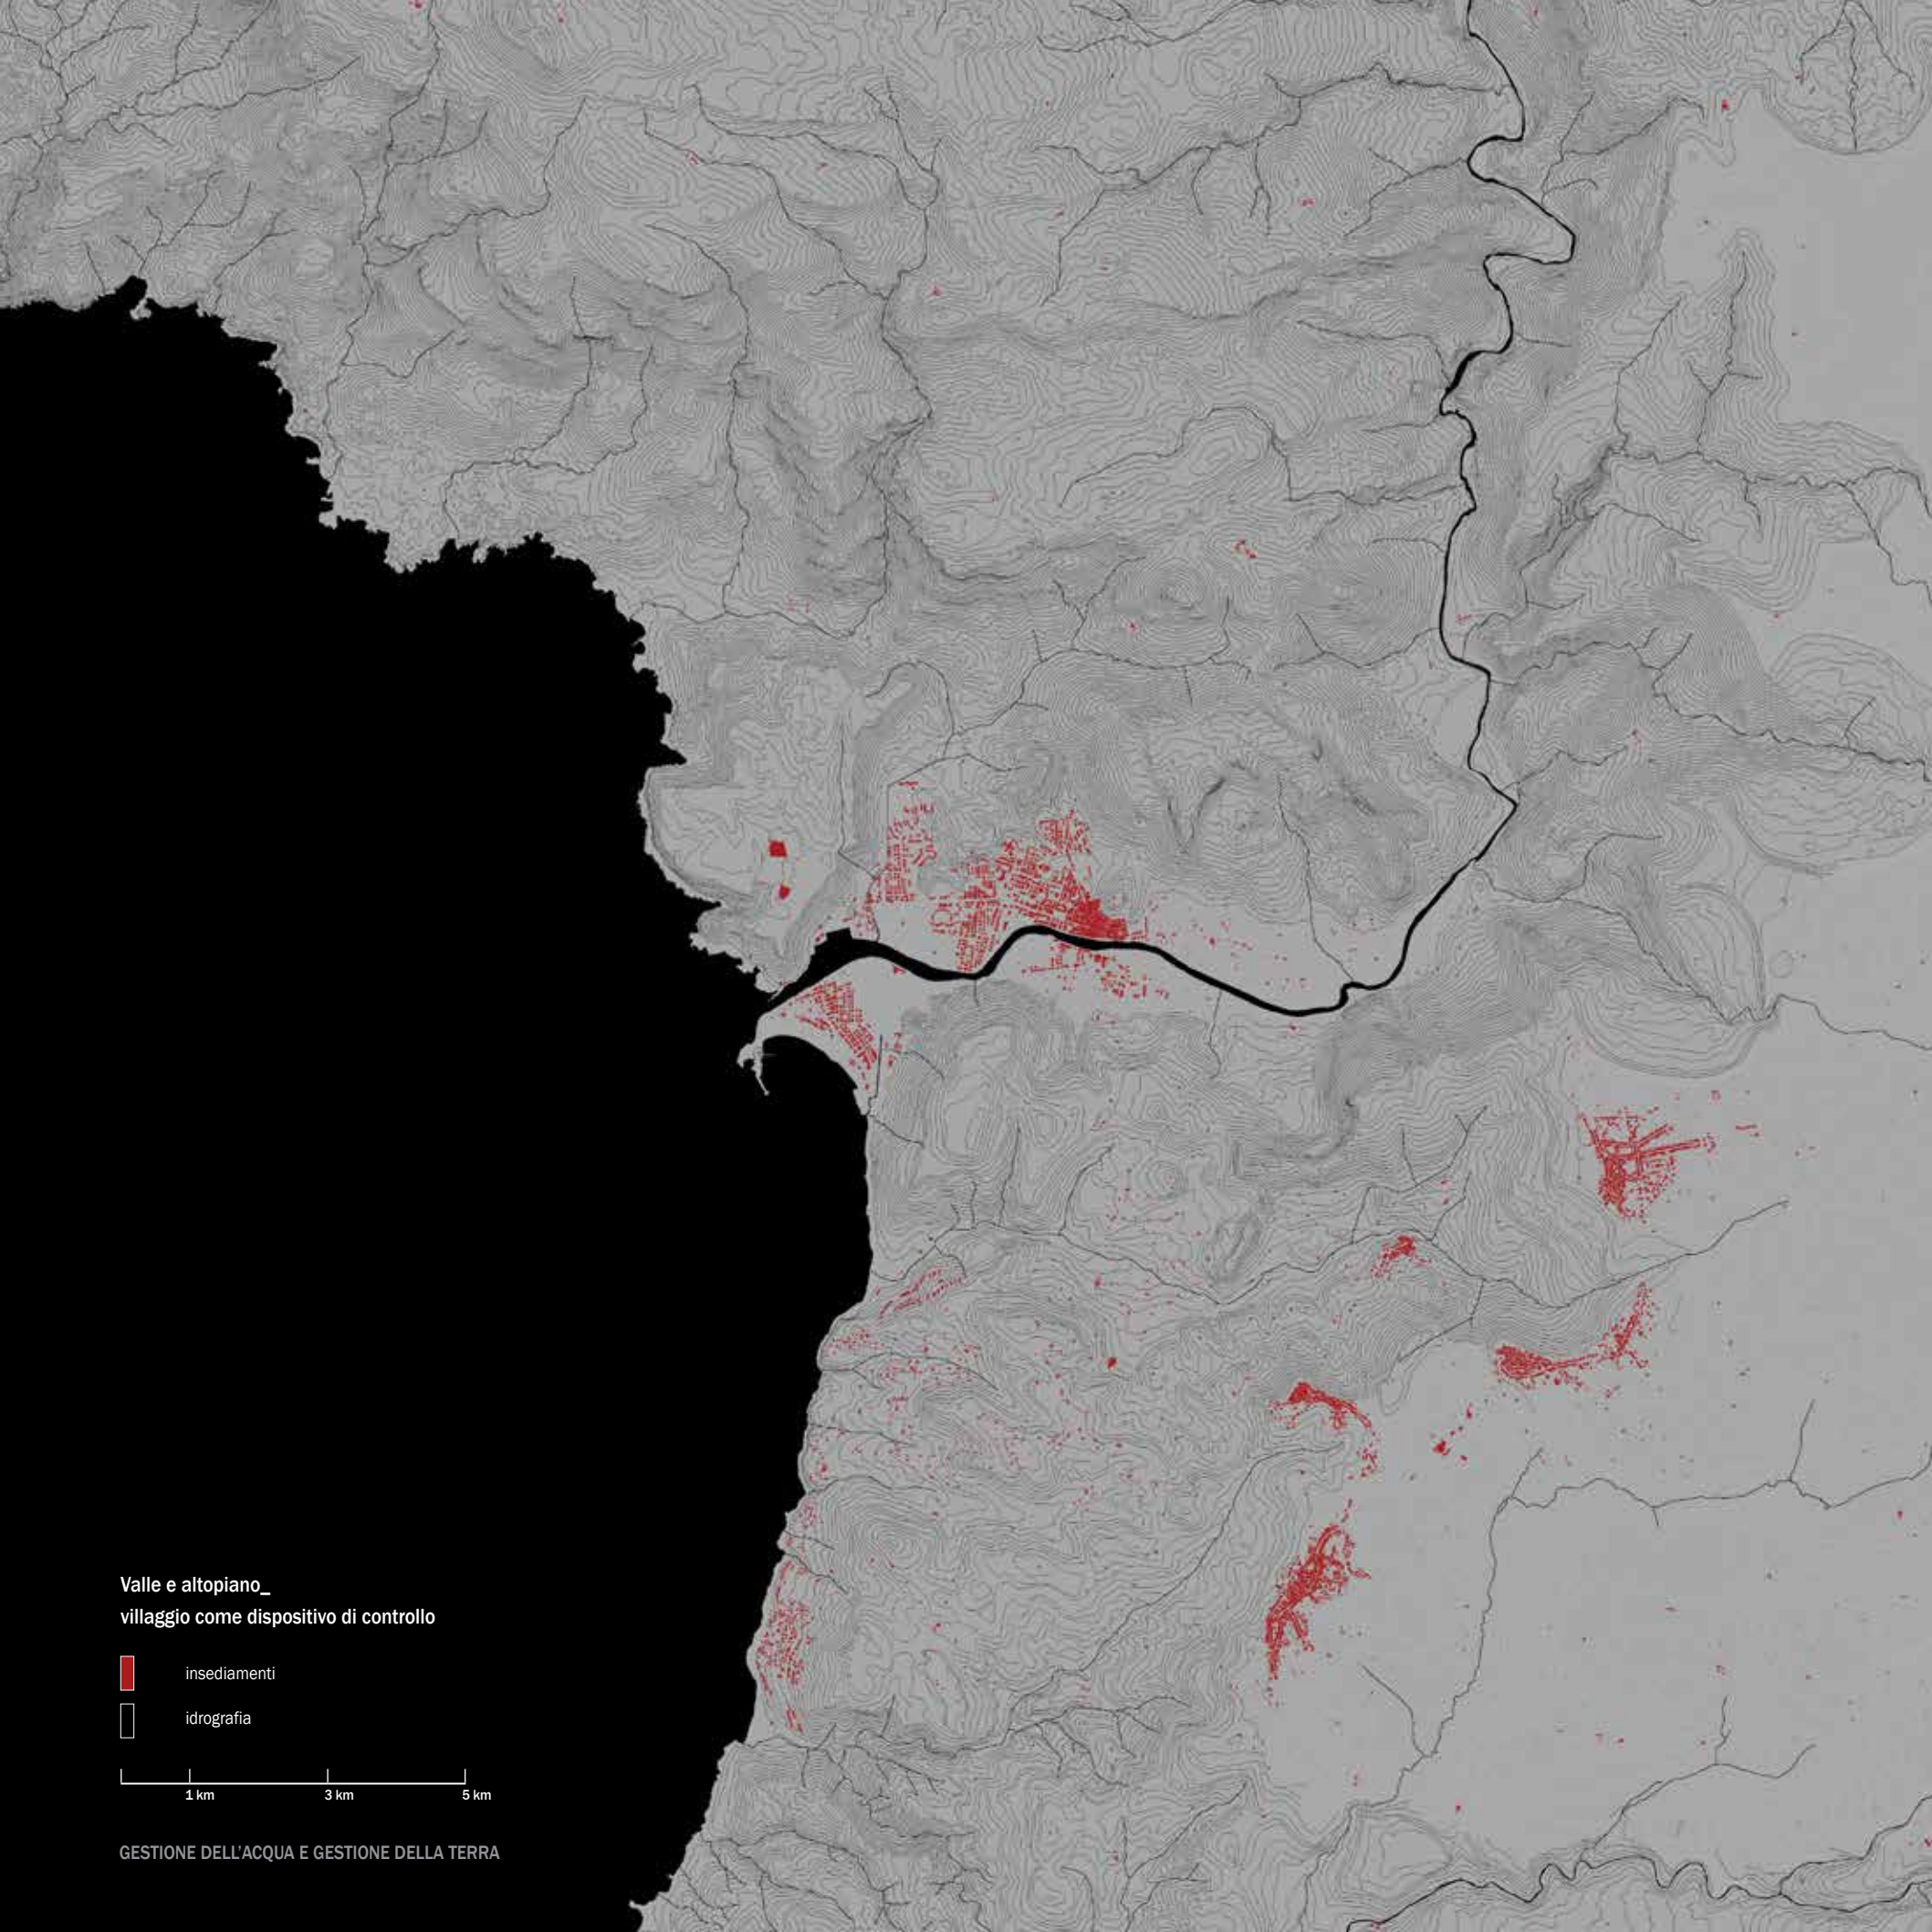 Valle e altopiano_
villaggio come dispositivo di controllo
insediamenti
idrografia
1 km 3 km 5 km
GESTIONE DELL'ACQUA E GESTIONE DELLA TERRA